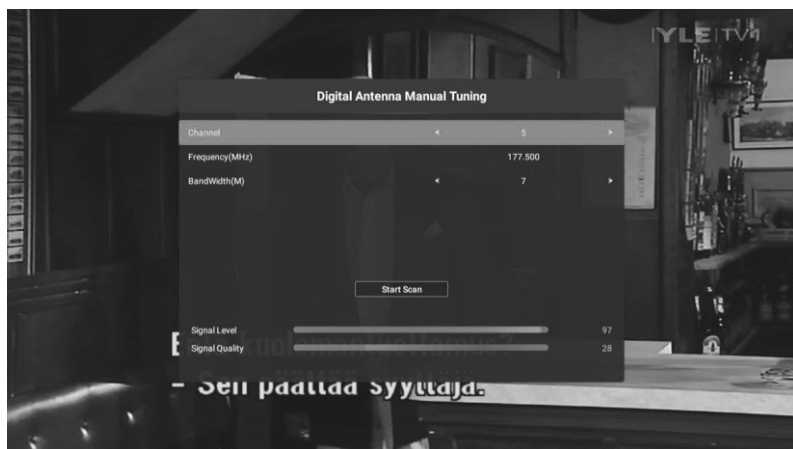 YLE TV1
Digital Antenna Manual Tuning
Channel 5
Frequency(MHz) 177.500
BandWidth(M) 7
Start Scan
Signal Level 97
Signal Quality 28
– Sen päättää syyttäjä.